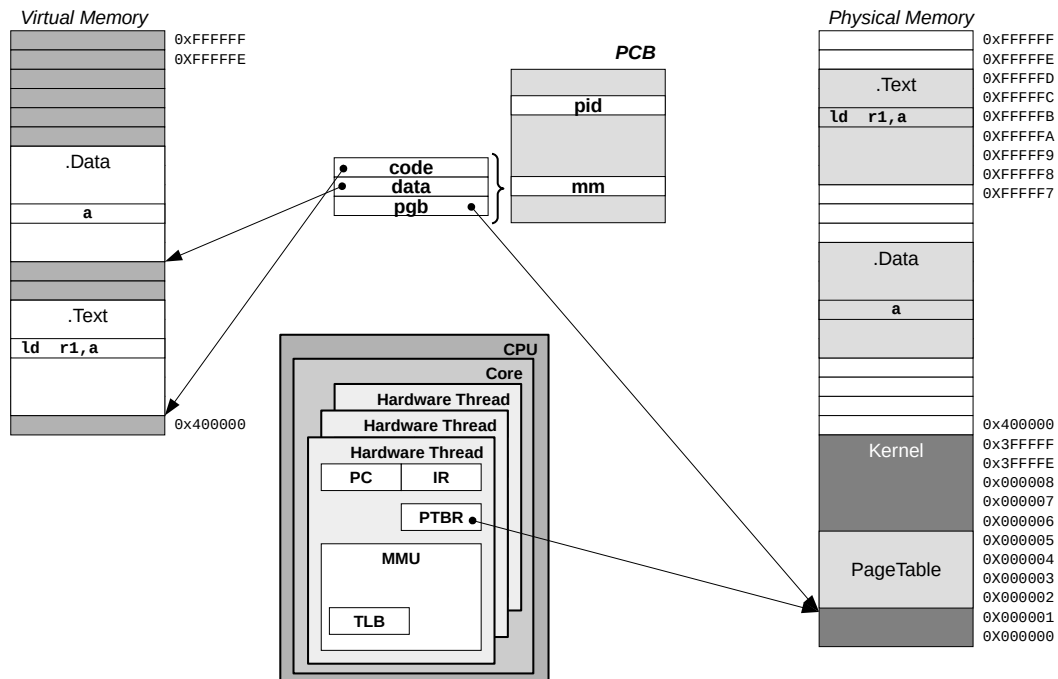 Virtual Memory
0xFFFFFF
0XFFFFFE
.Data
a
.Text
ld r1,a
0x400000
PCB
pid
mm
code
data
pgb
CPU
Core
Hardware Thread
Hardware Thread
Hardware Thread
PC IR
PTBR
MMU
TLB
Physical Memory
0xFFFFFF
0XFFFFFE
0XFFFFFD
.Text
0XFFFFFC
ld r1,a
0XFFFFFB
0XFFFFFA
0XFFFFF9
0XFFFFF8
0XFFFFF7
.Data
a
0x400000
0x3FFFFF
Kernel
0x3FFFFE
0x000008
0x000007
0X000006
0X000005
0X000004
PageTable
0X000003
0X000002
0X000001
0X000000